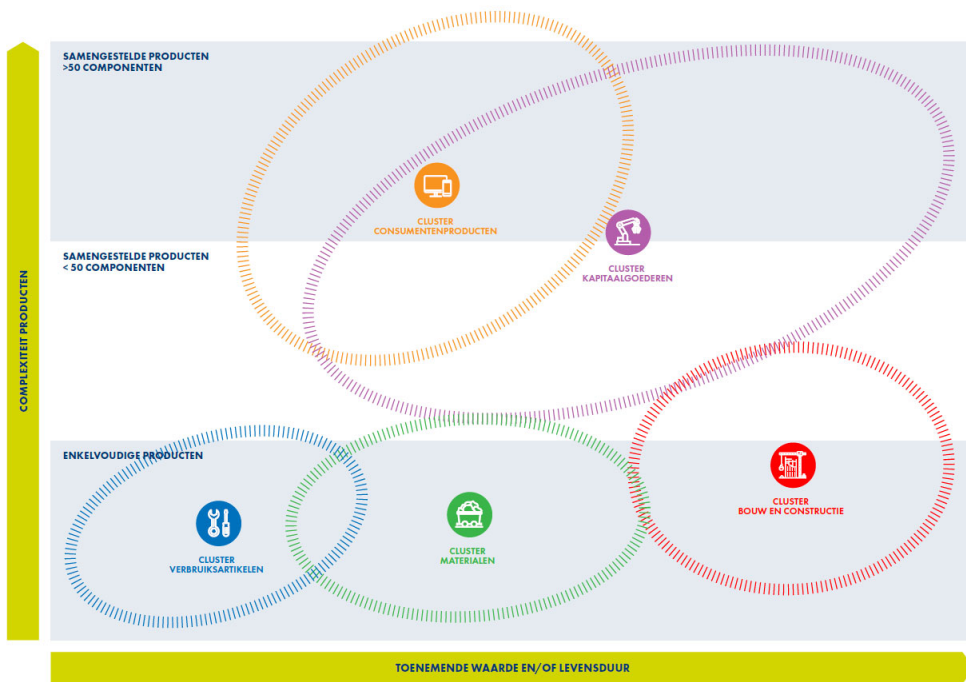 SAMENGESTELDE PRODUCTEN
>50 COMPONENTEN
CLUSTER
CONSUMENTENPRODUCTEN
SAMENGESTELDE PRODUCTEN
< 50 COMPONENTEN
CLUSTER
KAPITAALGOEDEREN
COMPLEXITEIT PRODUCTEN
ENKELVOUDIGE PRODUCTEN
CLUSTER
BOUW EN CONSTRUCTIE
CLUSTER
VERBRUIKSARTIKELEN
CLUSTER
MATERIALEN
TOENEMENDE WAARDE EN/OF LEVENSDUUR